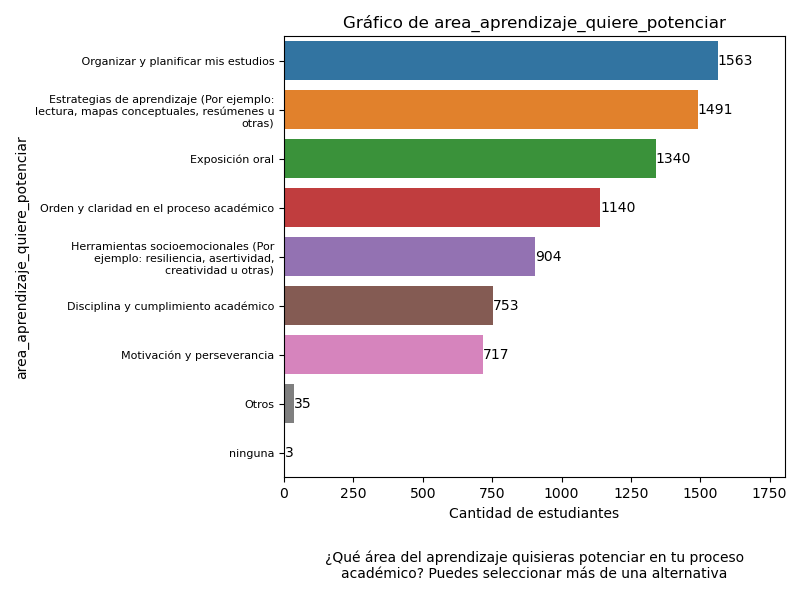 Gráfico de area_aprendizaje_quiere_potenciar
area_aprendizaje_quiere_potenciar
Organizar y planificar mis estudios
1563
Estrategias de aprendizaje (Por ejemplo:
lectura, mapas conceptuales, resúmenes u
otras)
1491
Exposición oral
1340
Orden y claridad en el proceso académico
1140
Herramientas socioemocionales (Por
ejemplo: resiliencia, asertividad,
creatividad u otras)
904
Disciplina y cumplimiento académico
753
Motivación y perseverancia
717
Otros
35
ninguna
3
0 250 500 750 1000 1250 1500 1750
Cantidad de estudiantes
¿Qué área del aprendizaje quisieras potenciar en tu proceso
académico? Puedes seleccionar más de una alternativa